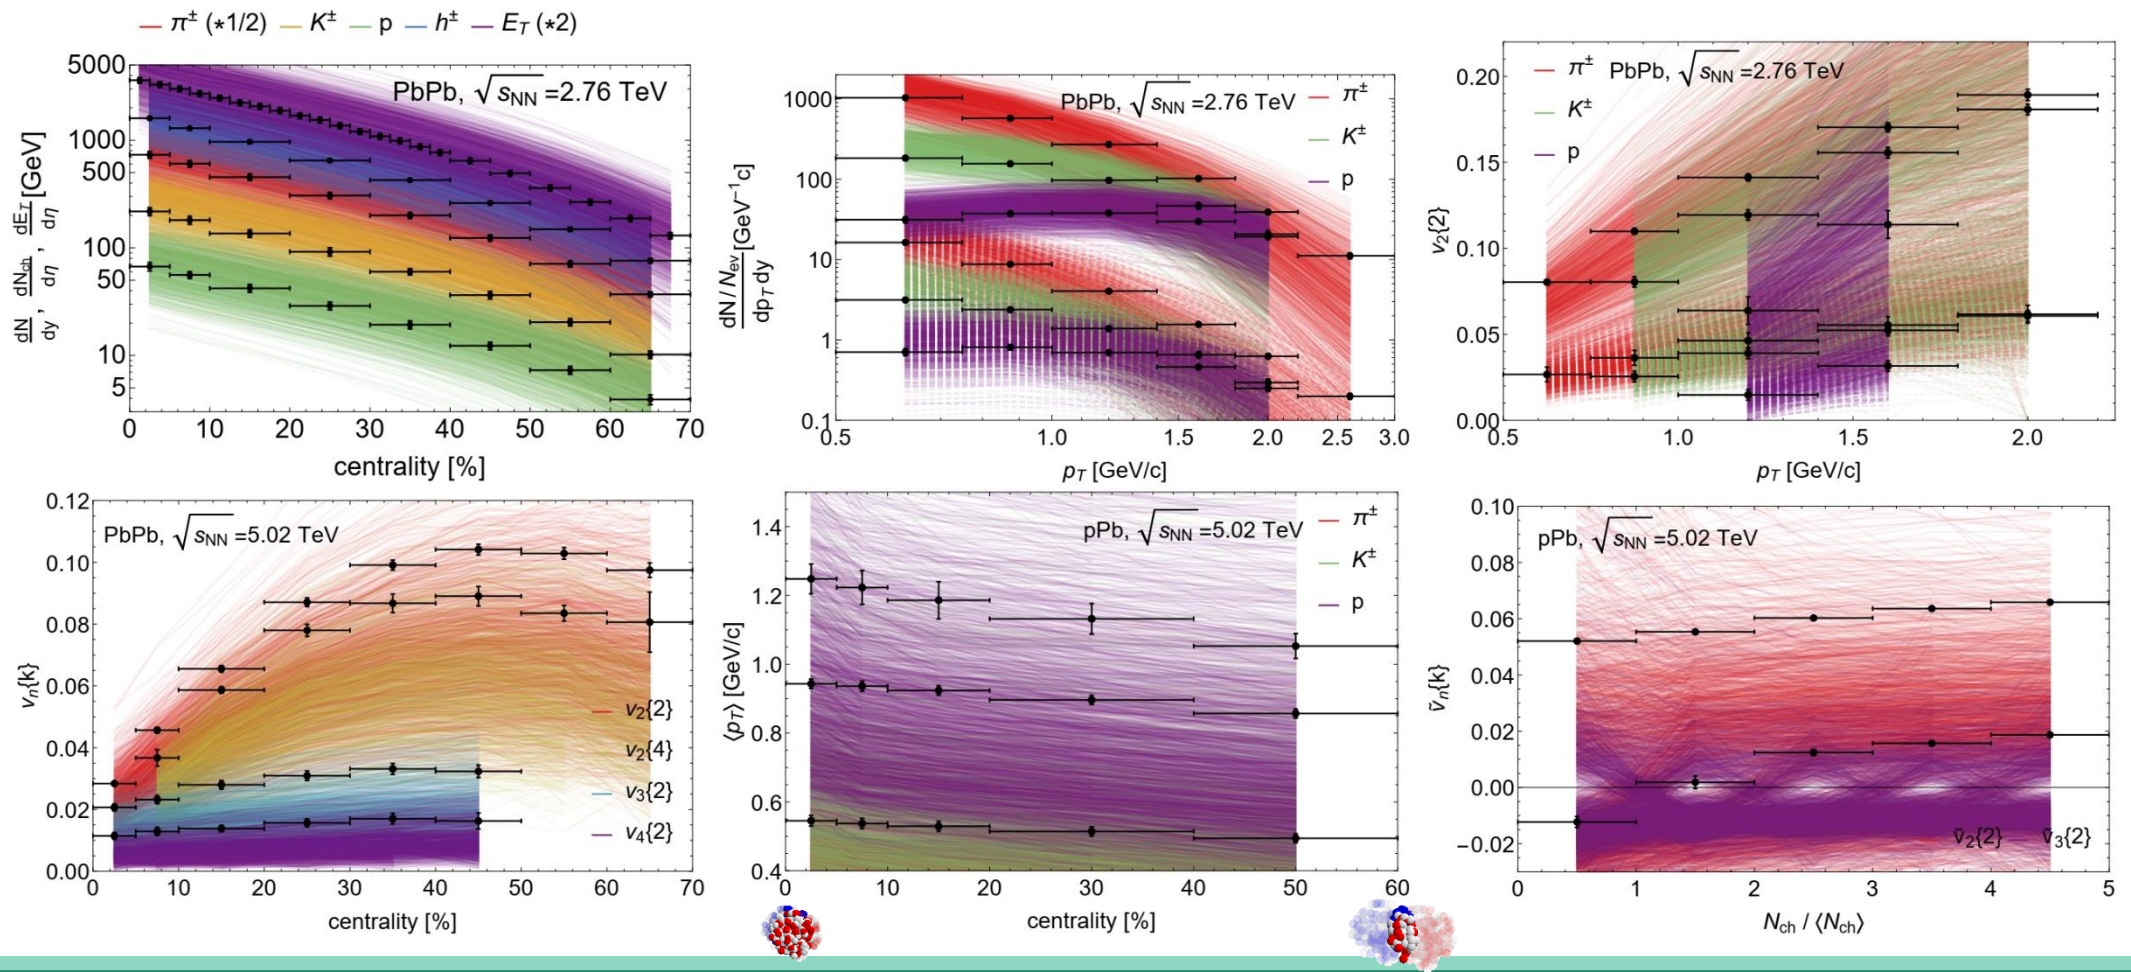 π± (*1/2) K± p h± E_T (*2)
PbPb, √s_NN =2.76 TeV
dN/dy, dN_ch/dη, dE_T/dη [GeV]
5000
1000
500
100
50
10
5
0 10 20 30 40 50 60 70
centrality [%]
PbPb, √s_NN =2.76 TeV
π±
K±
p
dN/N_ev / dp_T dy [GeV⁻¹c]
1000
100
10
1
0.1
0.5 1.0 1.5 2.0 2.5 3.0
p_T [GeV/c]
π± PbPb, √s_NN =2.76 TeV
K±
p
v₂{2}
0.20
0.15
0.10
0.05
0.00
0.5 1.0 1.5 2.0
p_T [GeV/c]
PbPb, √s_NN =5.02 TeV
v_n{k}
0.12
0.10
0.08
0.06
0.04
0.02
0.00
v₂{2}
v₂{4}
v₃{2}
v₄{2}
0 10 20 30 40 50 60 70
centrality [%]
pPb, √s_NN =5.02 TeV
π±
K±
p
⟨p_T⟩ [GeV/c]
1.4
1.2
1.0
0.8
0.6
0.4
0 10 20 30 40 50 60
centrality [%]
pPb, √s_NN =5.02 TeV
ṽ_n{k}
0.10
0.08
0.06
0.04
0.02
0.00
−0.02
ṽ₂{2} ṽ₃{2}
0 1 2 3 4 5
N_ch / ⟨N_ch⟩